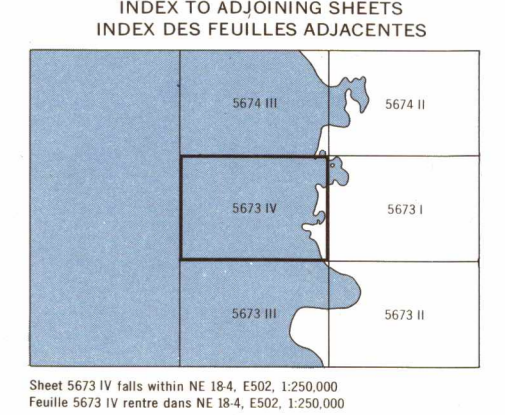 INDEX TO ADJOINING SHEETS
INDEX DES FEUILLES ADJACENTES
5674 III
5674 II
5673 IV
5673 I
5673 III
5673 II
Sheet 5673 IV falls within NE 18-4, E502, 1:250,000
Feuille 5673 IV rentre dans NE 18-4, E502, 1:250,000